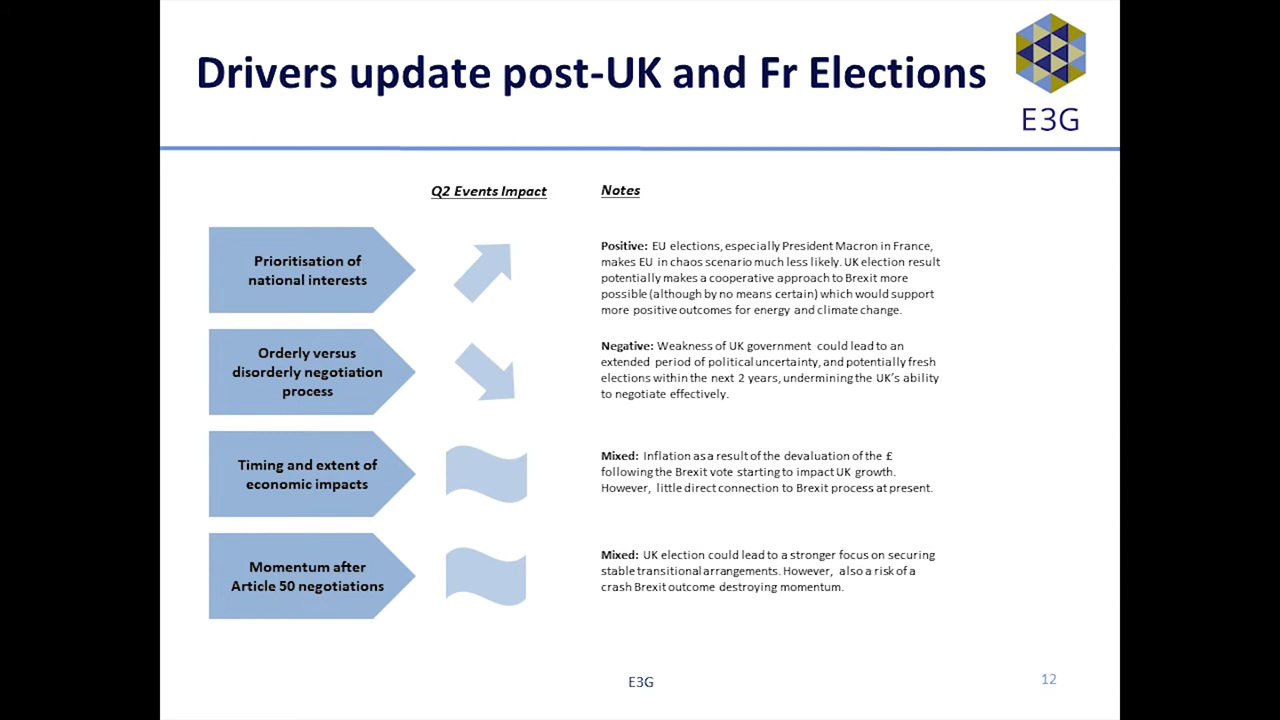 Drivers update post-UK and Fr Elections
E3G
Q2 Events Impact
Notes
Prioritisation of
national interests
Positive: EU elections, especially President Macron in France,
makes EU in chaos scenario much less likely. UK election result
potentially makes a cooperative approach to Brexit more
possible (although by no means certain) which would support
more positive outcomes for energy and climate change.
Orderly versus
disorderly negotiation
process
Negative: Weakness of UK government could lead to an
extended period of political uncertainty, and potentially fresh
elections within the next 2 years, undermining the UK's ability
to negotiate effectively.
Timing and extent of
economic impacts
Mixed: Inflation as a result of the devaluation of the £
following the Brexit vote starting to impact UK growth.
However, little direct connection to Brexit process at present.
Momentum after
Article 50 negotiations
Mixed: UK election could lead to a stronger focus on securing
stable transitional arrangements. However, also a risk of a
crash Brexit outcome destroying momentum.
E3G
12